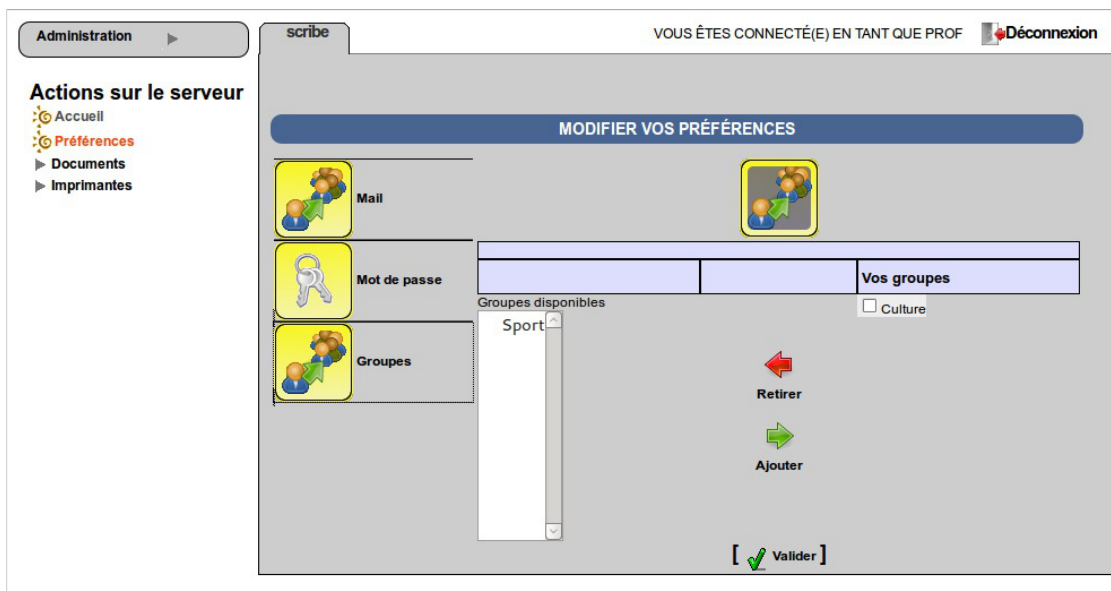 Administration
scribe
VOUS ÊTES CONNECTÉ(E) EN TANT QUE PROF
Déconnexion
Actions sur le serveur
Accueil
Préférences
Documents
Imprimantes
MODIFIER VOS PRÉFÉRENCES
Mail
Mot de passe
Groupes
Vos groupes
Groupes disponibles
Culture
Sport
Retirer
Ajouter
[ Valider ]